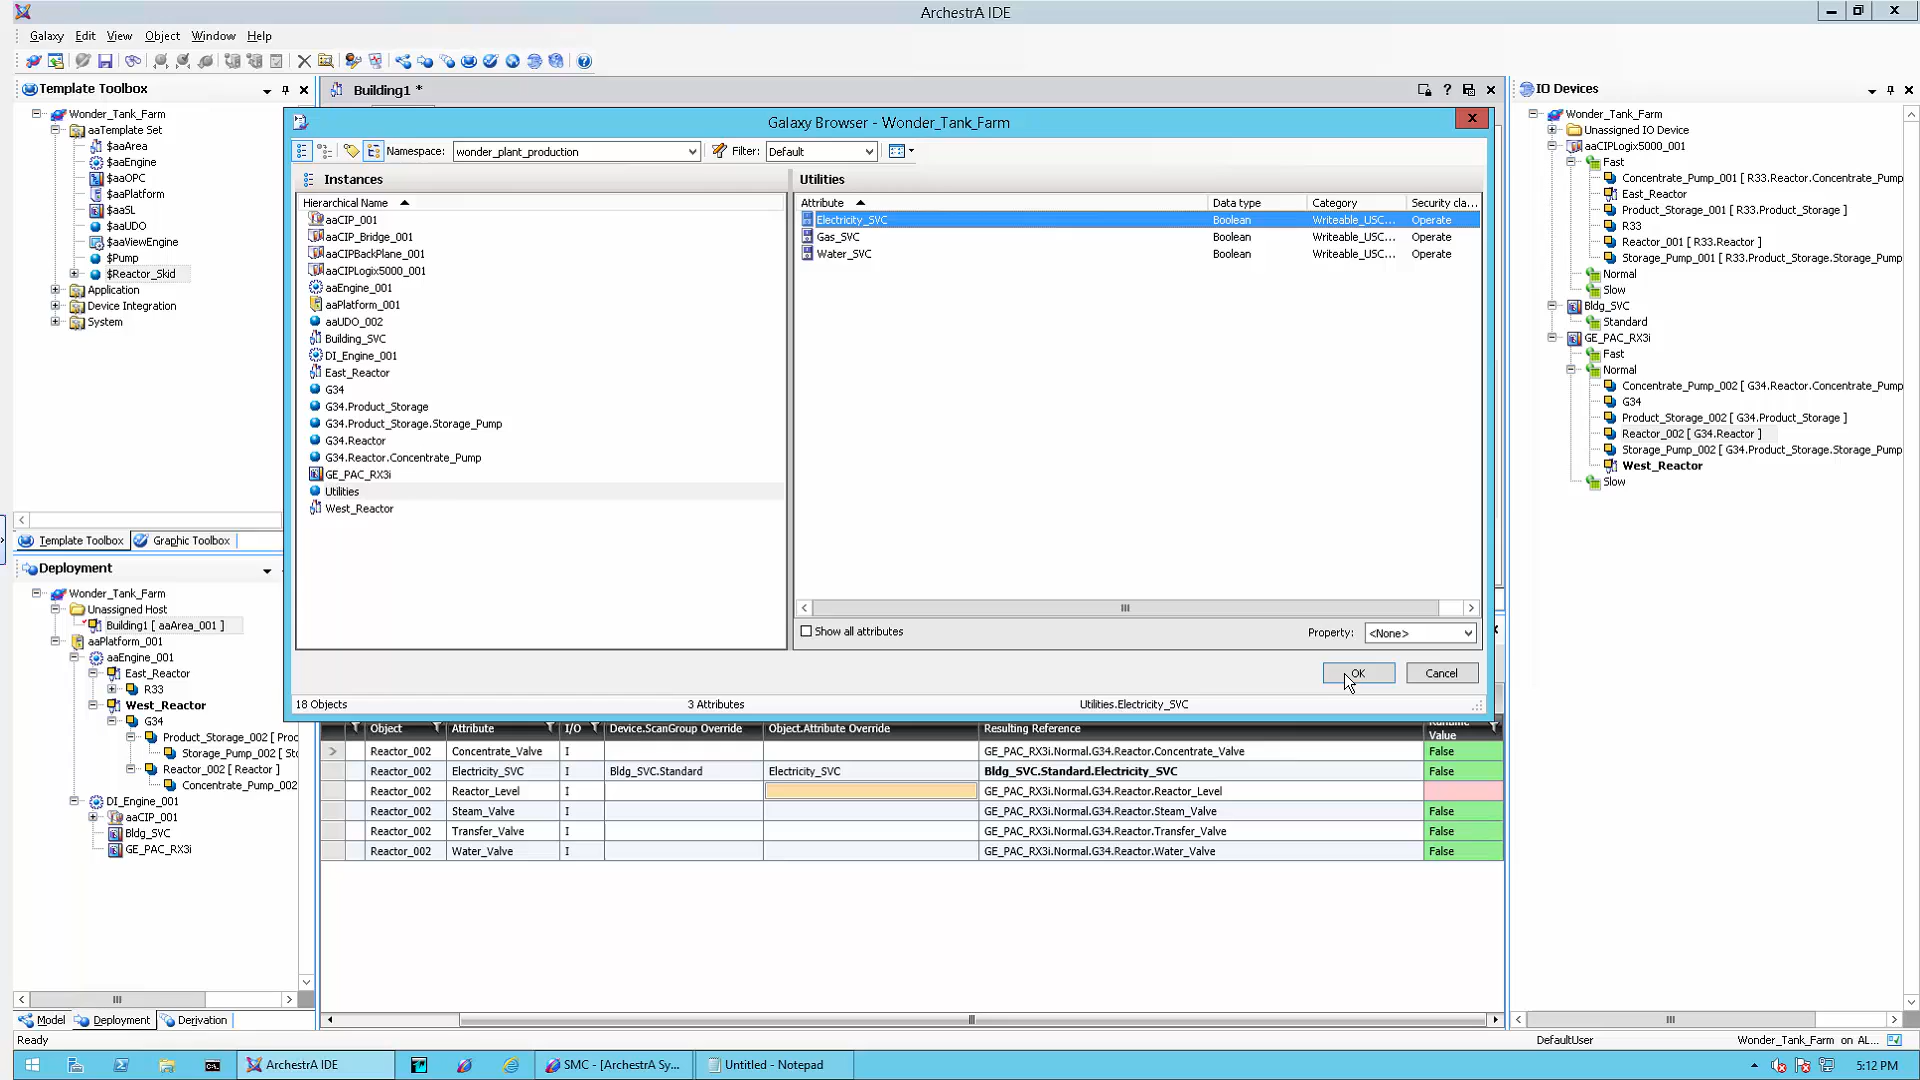 ArchestrA IDE
Galaxy Edit View Object Window Help
Template Toolbox
Wonder_Tank_Farm
aaTemplate Set
$aaArea
$aaEngine
$aaOPC
$aaPlatform
$aaSL
$aaUDO
$aaViewEngine
$Pump
$Reactor_Skid
Application
Device Integration
System
Template Toolbox Graphic Toolbox
Deployment
Wonder_Tank_Farm
Unassigned Host
Building1 [ aaArea_001 ]
aaPlatform_001
aaEngine_001
East_Reactor
R33
West_Reactor
G34
Product_Storage_002 [ Proc
Storage_Pump_002 [ Sto
Reactor_002 [ Reactor ]
Concentrate_Pump_002
DI_Engine_001
aaCIP_001
Bldg_SVC
GE_PAC_RX3i
Model Deployment Derivation
Ready
Building1 *
Galaxy Browser - Wonder_Tank_Farm
Namespace: wonder_plant_production Filter: Default
Instances
Hierarchical Name
aaCIP_001
aaCIP_Bridge_001
aaCIPBackPlane_001
aaCIPLogix5000_001
aaEngine_001
aaPlatform_001
aaUDO_002
Building_SVC
DI_Engine_001
East_Reactor
G34
G34.Product_Storage
G34.Product_Storage.Storage_Pump
G34.Reactor
G34.Reactor.Concentrate_Pump
GE_PAC_RX3i
Utilities
West_Reactor
Utilities
Attribute Data type Category Security cla...
Electricity_SVC Boolean Writeable_USC... Operate
Gas_SVC Boolean Writeable_USC... Operate
Water_SVC Boolean Writeable_USC... Operate
Show all attributes Property: <None>
OK Cancel
18 Objects 3 Attributes Utilities.Electricity_SVC
Object Attribute I/O Device.ScanGroup Override Object.Attribute Override Resulting Reference Runtime Value
Reactor_002 Concentrate_Valve I GE_PAC_RX3i.Normal.G34.Reactor.Concentrate_Valve False
Reactor_002 Electricity_SVC I Bldg_SVC.Standard Electricity_SVC Bldg_SVC.Standard.Electricity_SVC False
Reactor_002 Reactor_Level I GE_PAC_RX3i.Normal.G34.Reactor.Reactor_Level
Reactor_002 Steam_Valve I GE_PAC_RX3i.Normal.G34.Reactor.Steam_Valve False
Reactor_002 Transfer_Valve I GE_PAC_RX3i.Normal.G34.Reactor.Transfer_Valve False
Reactor_002 Water_Valve I GE_PAC_RX3i.Normal.G34.Reactor.Water_Valve False
IO Devices
Wonder_Tank_Farm
Unassigned IO Device
aaCIPLogix5000_001
Fast
Concentrate_Pump_001 [ R33.Reactor.Concentrate_Pump
East_Reactor
Product_Storage_001 [ R33.Product_Storage ]
R33
Reactor_001 [ R33.Reactor ]
Storage_Pump_001 [ R33.Product_Storage.Storage_Pump
Normal
Slow
Bldg_SVC
Standard
GE_PAC_RX3i
Fast
Normal
Concentrate_Pump_002 [ G34.Reactor.Concentrate_Pump
G34
Product_Storage_002 [ G34.Product_Storage ]
Reactor_002 [ G34.Reactor ]
Storage_Pump_002 [ G34.Product_Storage.Storage_Pump
West_Reactor
Slow
DefaultUser Wonder_Tank_Farm on AL...
ArchestrA IDE SMC - [ArchestrA Sy... Untitled - Notepad 5:12 PM